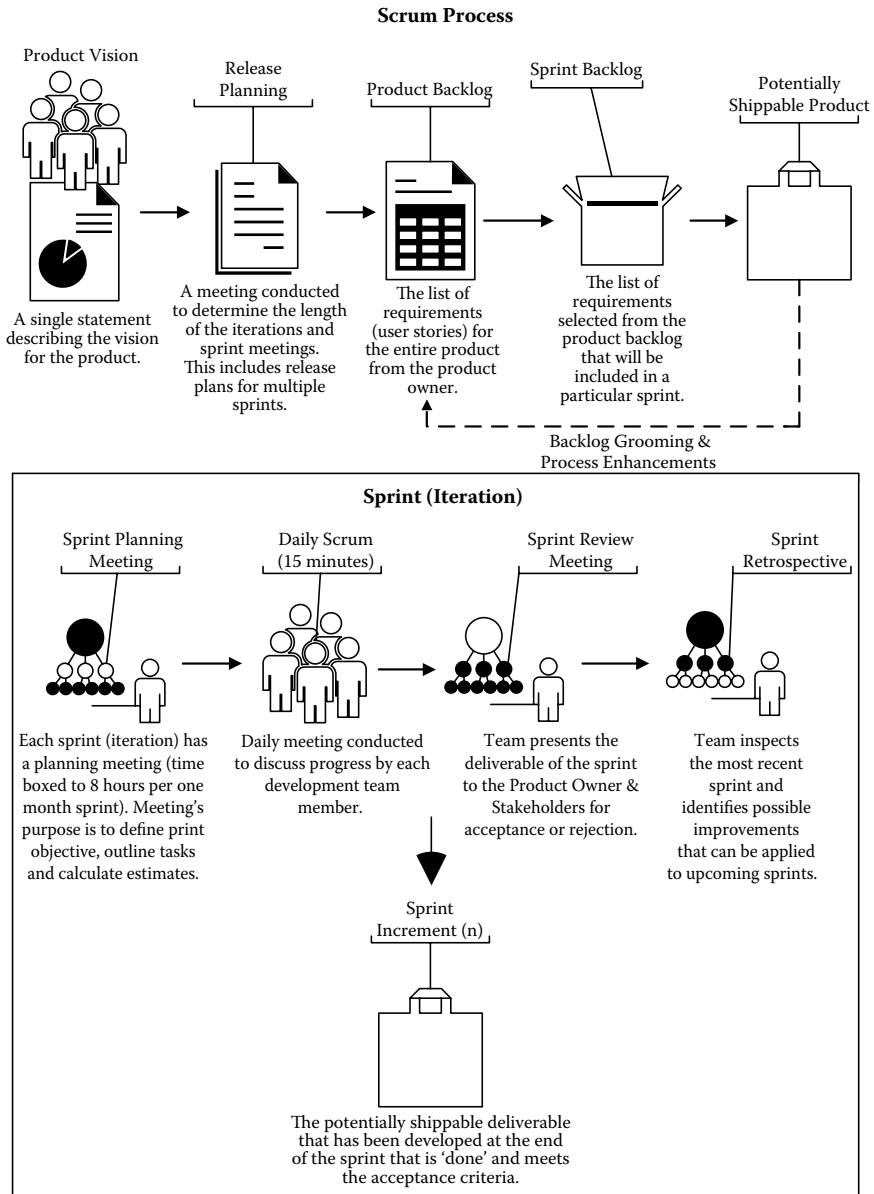 Scrum Process
Product Vision
A single statement
describing the vision
for the product.
Release
Planning
A meeting conducted
to determine the length
of the iterations and
sprint meetings.
This includes release
plans for multiple
sprints.
Product Backlog
The list of
requirements
(user stories) for
the entire product
from the product
owner.
Sprint Backlog
The list of
requirements
selected from the
product backlog
that will be
included in a
particular sprint.
Potentially
Shippable Product
Backlog Grooming &
Process Enhancements
Sprint (Iteration)
Sprint Planning
Meeting
Each sprint (iteration) has
a planning meeting (time
boxed to 8 hours per one
month sprint). Meeting's
purpose is to define print
objective, outline tasks
and calculate estimates.
Daily Scrum
(15 minutes)
Daily meeting conducted
to discuss progress by each
development team
member.
Sprint Review
Meeting
Team presents the
deliverable of the sprint
to the Product Owner &
Stakeholders for
acceptance or rejection.
Sprint
Retrospective
Team inspects
the most recent
sprint and
identifies possible
improvements
that can be applied
to upcoming sprints.
Sprint
Increment (n)
The potentially shippable deliverable
that has been developed at the end
of the sprint that is 'done' and meets
the acceptance criteria.